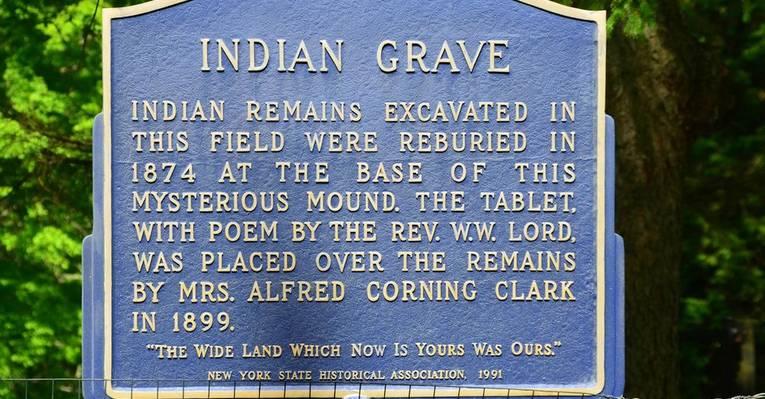 INDIAN GRAVE
INDIAN REMAINS EXCAVATED IN
THIS FIELD WERE REBURIED IN
1874 AT THE BASE OF THIS
MYSTERIOUS MOUND. THE TABLET,
WITH POEM BY THE REV. W.W. LORD,
WAS PLACED OVER THE REMAINS
BY MRS. ALFRED CORNING CLARK
IN 1899.
"THE WIDE LAND WHICH NOW IS YOURS WAS OURS."
NEW YORK STATE HISTORICAL ASSOCIATION, 1991